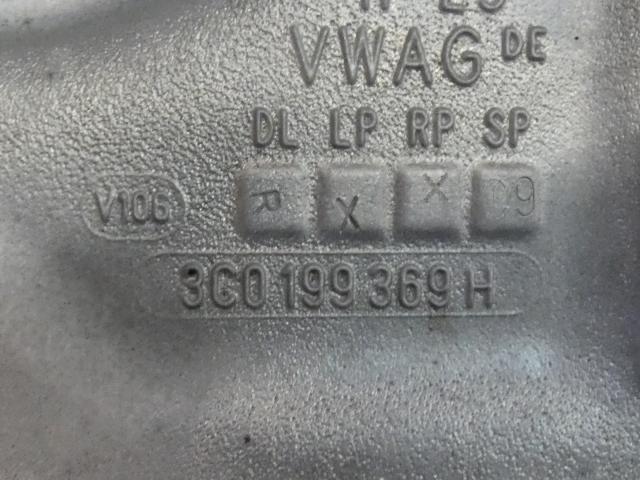 VWAG DE
DL LP RP SP
V106 R X X 09
3C0 199 369 H